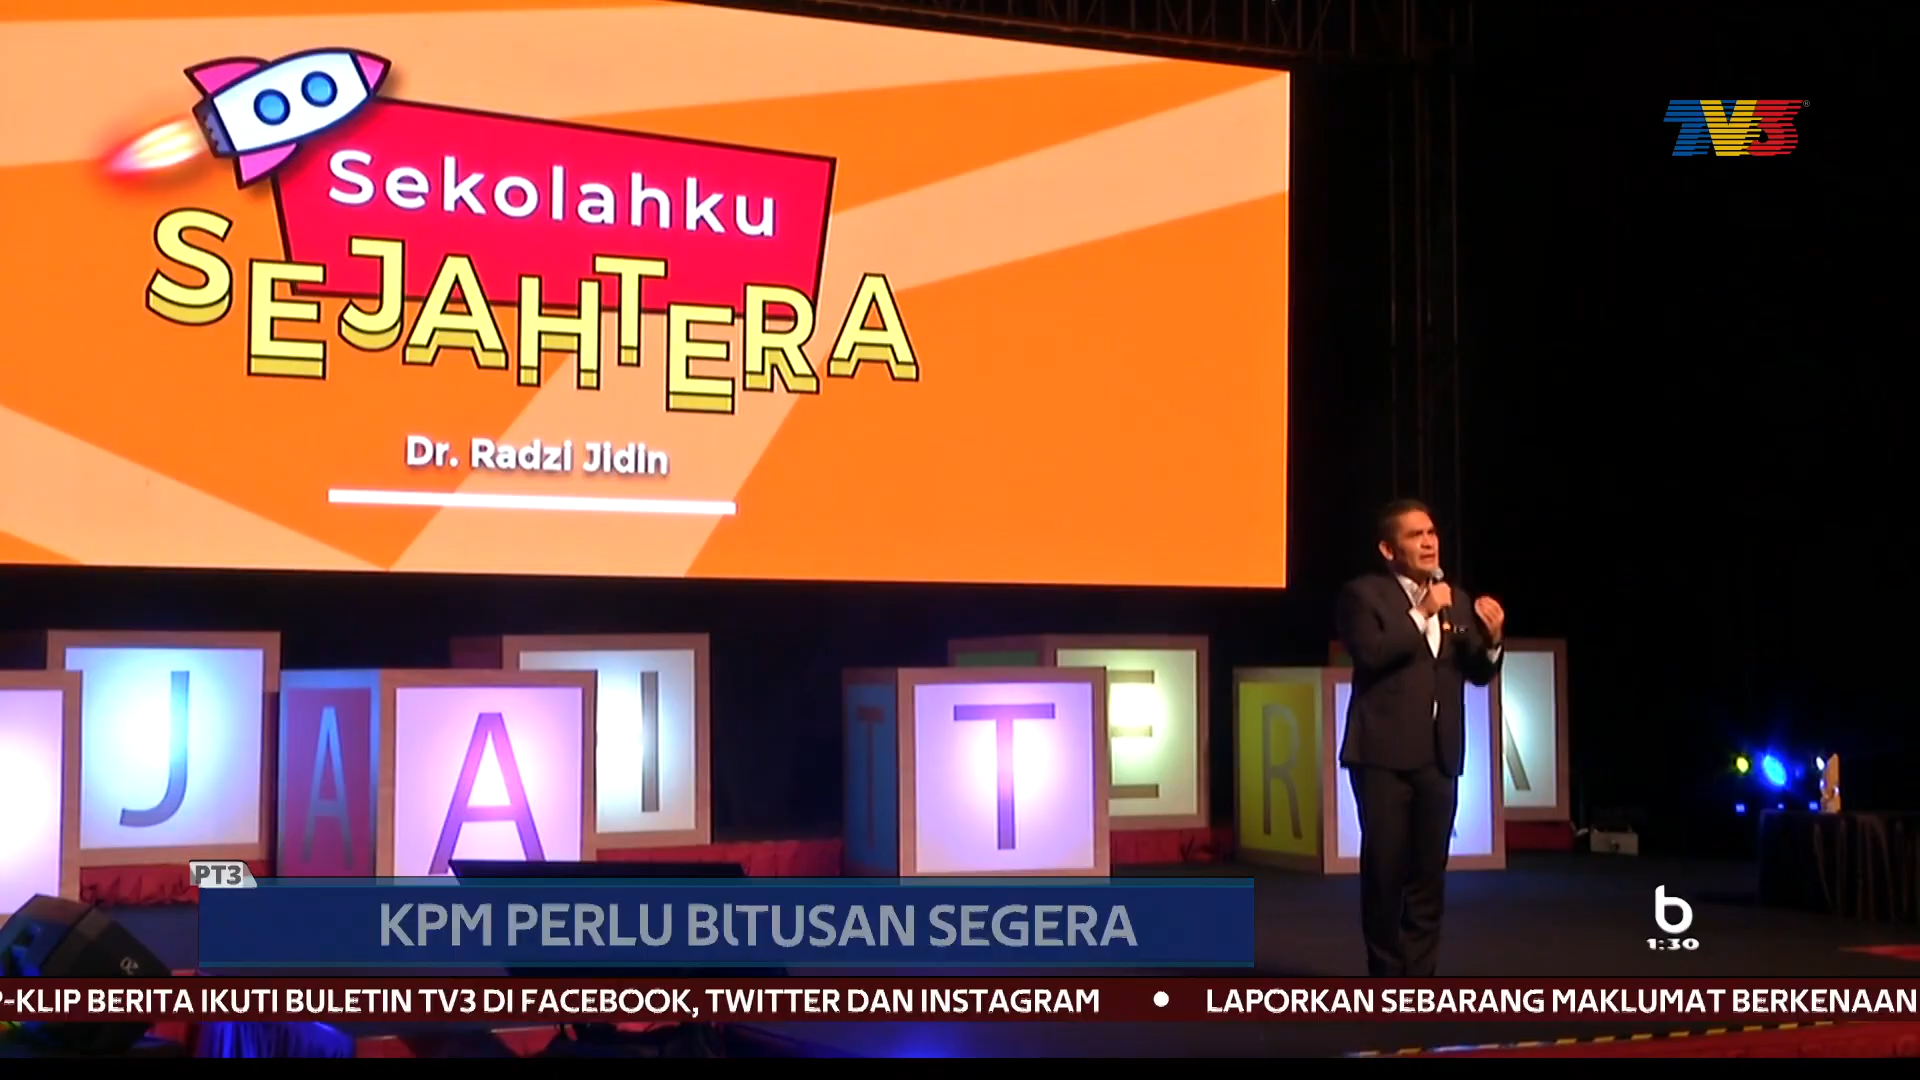 TV3
Sekolahku
SEJAHTERA
Dr. Radzi Jidin
J A A I T T E R A
PT3
KPM PERLU BUTUSAN SEGERA
b
1:30
P-KLIP BERITA IKUTI BULETIN TV3 DI FACEBOOK, TWITTER DAN INSTAGRAM • LAPORKAN SEBARANG MAKLUMAT BERKENAAN